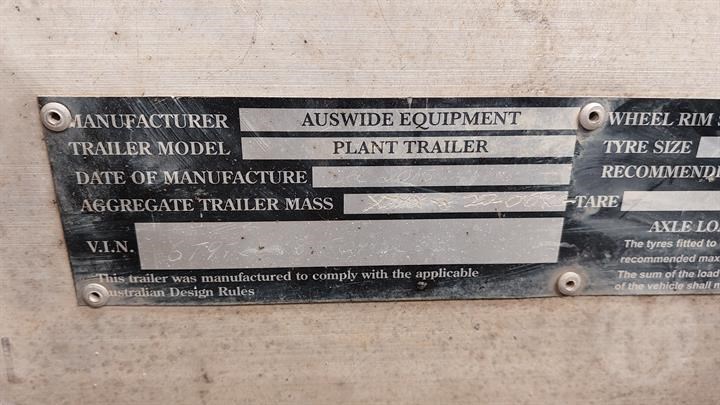 MANUFACTURER AUSWIDE EQUIPMENT
TRAILER MODEL PLANT TRAILER
DATE OF MANUFACTURE
AGGREGATE TRAILER MASS
V.I.N.
This trailer was manufactured to comply with the applicable
Australian Design Rules
WHEEL RIM
TYRE SIZE
RECOMMEND
TARE
AXLE LO
The tyres fitted to
recommended max
The sum of the load
of the vehicle shall